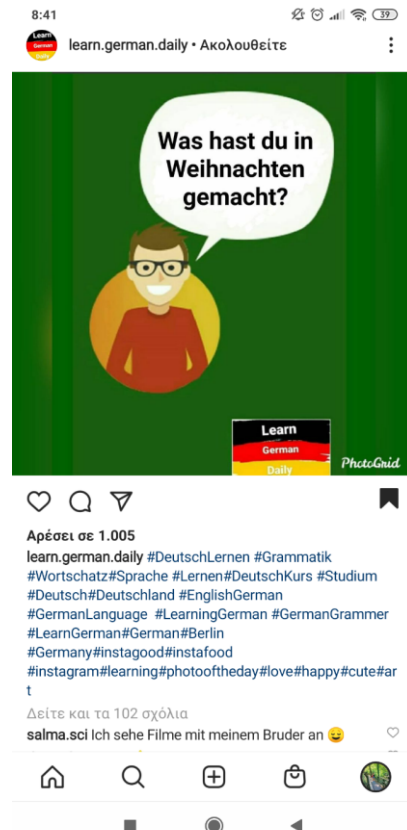 8:41
39
Learn
German
Daily
learn.german.daily • Ακολουθείτε
Was hast du in
Weihnachten
gemacht?
Learn
German
Daily
PhotoGrid
Αρέσει σε 1.005
learn.german.daily #DeutschLernen #Grammatik
#Wortschatz#Sprache #Lernen#DeutschKurs #Studium
#Deutsch#Deutschland #EnglishGerman
#GermanLanguage #LearningGerman #GermanGrammer
#LearnGerman#German#Berlin
#Germany#instagood#instafood
#instagram#learning#photooftheday#love#happy#cute#ar
t
Δείτε και τα 102 σχόλια
salma.sci Ich sehe Filme mit meinem Bruder an 😄